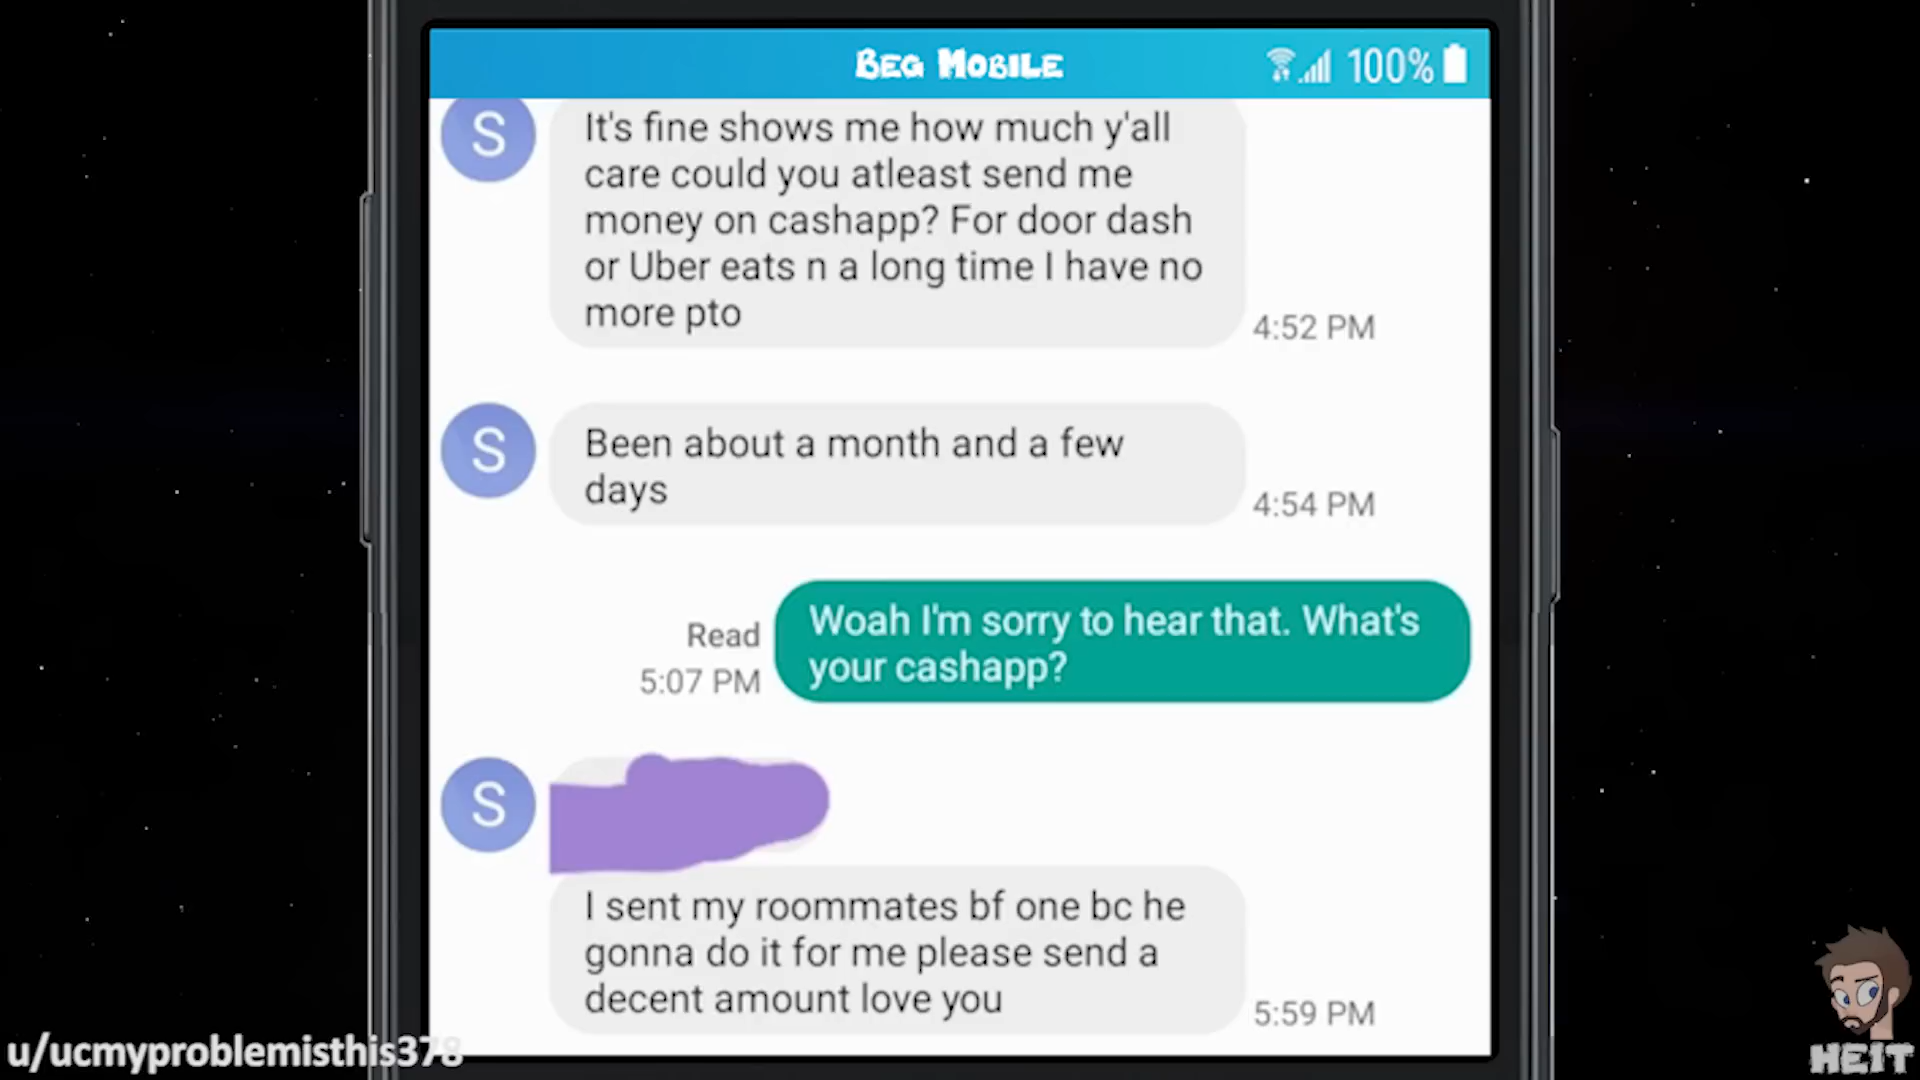 Beg Mobile
100%
S
It's fine shows me how much y'all
care could you atleast send me
money on cashapp? For door dash
or Uber eats n a long time I have no
more pto
4:52 PM
S
Been about a month and a few
days
4:54 PM
Woah I'm sorry to hear that. What's
your cashapp?
Read
5:07 PM
S
I sent my roommates bf one bc he
gonna do it for me please send a
decent amount love you
5:59 PM
u/ucmyproblemisthis378
HEIT